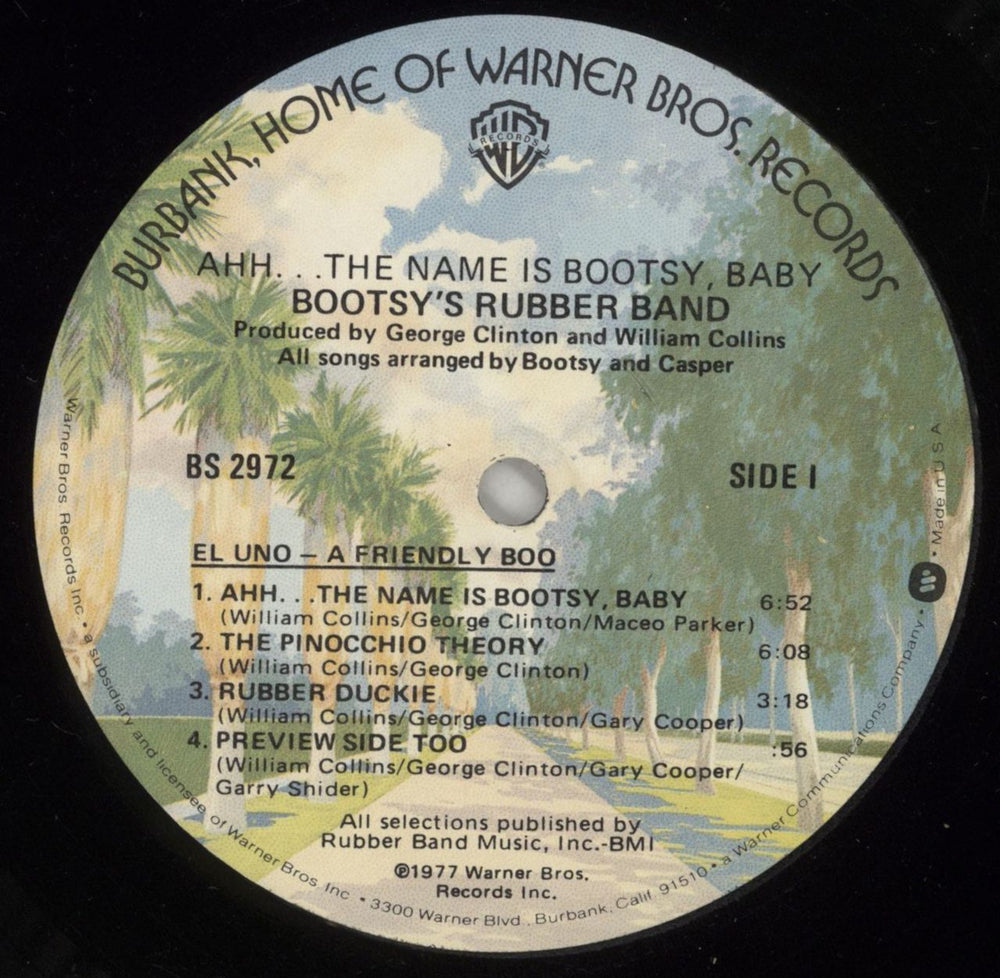 BURBANK, HOME OF WARNER BROS. RECORDS
WB
RECORDS
AHH. . .THE NAME IS BOOTSY, BABY
BOOTSY'S RUBBER BAND
Produced by George Clinton and William Collins
All songs arranged by Bootsy and Casper
BS 2972
SIDE I
EL UNO – A FRIENDLY BOO
1. AHH. . .THE NAME IS BOOTSY, BABY 6:52
(William Collins/George Clinton/Maceo Parker)
2. THE PINOCCHIO THEORY 6:08
(William Collins/George Clinton)
3. RUBBER DUCKIE 3:18
(William Collins/George Clinton/Gary Cooper)
4. PREVIEW SIDE TOO :56
(William Collins/George Clinton/Gary Cooper/
Garry Shider)
All selections published by
Rubber Band Music, Inc.-BMI
℗1977 Warner Bros.
Records Inc.
Warner Bros. Records Inc. • a subsidiary and licensee of Warner Bros. Inc. • 3300 Warner Blvd., Burbank, Calif. 91510 • a Warner Communications Company • Made in U.S.A.